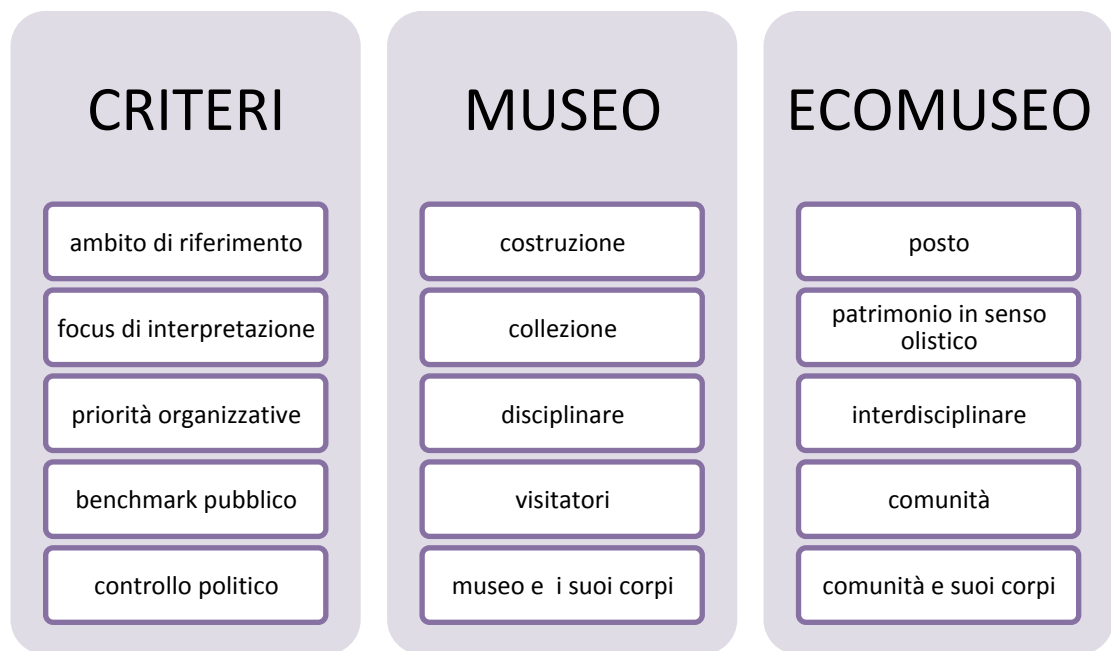 CRITERI
ambito di riferimento
focus di interpretazione
priorità organizzative
benchmark pubblico
controllo politico
MUSEO
costruzione
collezione
disciplinare
visitatori
museo e  i suoi corpi
ECOMUSEO
posto
patrimonio in senso
olistico
interdisciplinare
comunità
comunità e suoi corpi